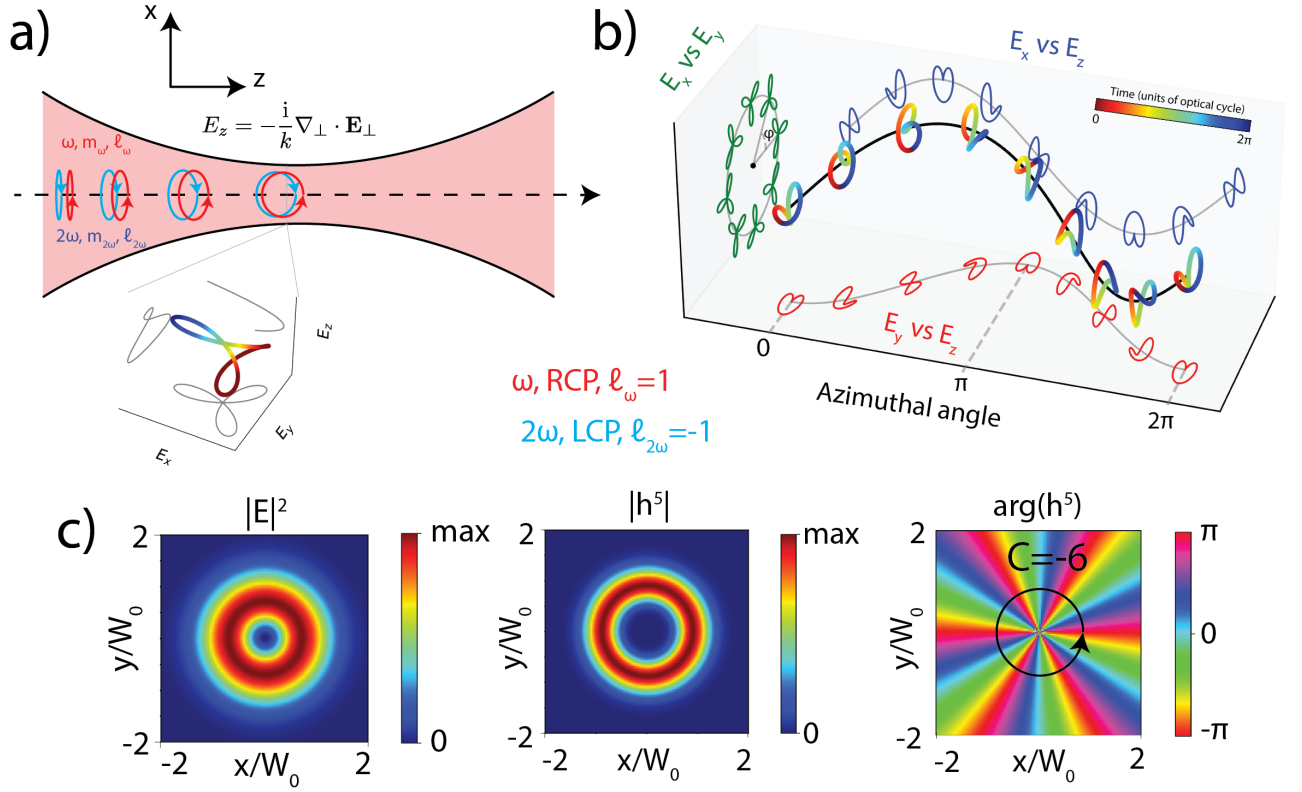 a)
x
z
E_z = -\frac{i}{k} ∇_⊥ · E_⊥
ω, m_ω, ℓ_ω
2ω, m_2ω, ℓ_2ω
E_z
E_y
E_x
b)
E_x vs E_y
E_x vs E_z
φ
Time (units of optical cycle)
0
2π
E_y vs E_z
0
π
2π
Azimuthal angle
ω, RCP, ℓ_ω=1
2ω, LCP, ℓ_2ω=-1
c)
|E|²
2
-2
y/W_0
-2
2
x/W_0
max
0
|h⁵|
2
-2
y/W_0
-2
2
x/W_0
max
0
arg(h⁵)
C=-6
2
-2
y/W_0
-2
2
x/W_0
π
0
-π